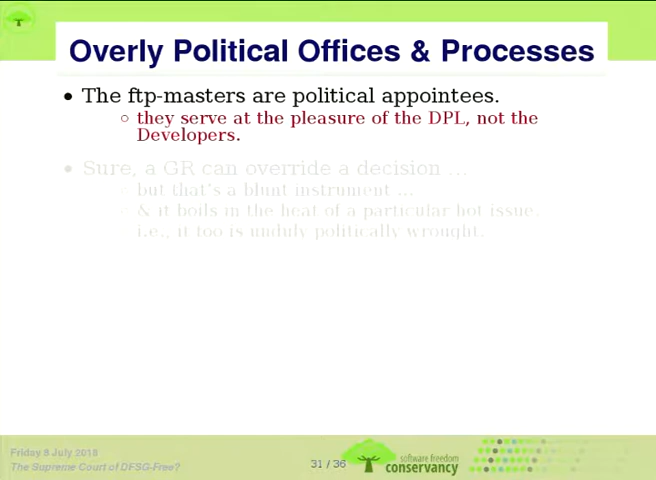 Overly Political Offices & Processes
• The ftp-masters are political appointees.
○ they serve at the pleasure of the DPL, not the
Developers.
• Sure, a GR can override a decision …
○ but that's a blunt instrument …
○ & it boils in the heat of a particular hot issue.
i.e., it too is unduly politically wrought.
Friday 8 July 2016
The Supreme Court of DFSG-Free?
31 / 36
software freedom
conservancy